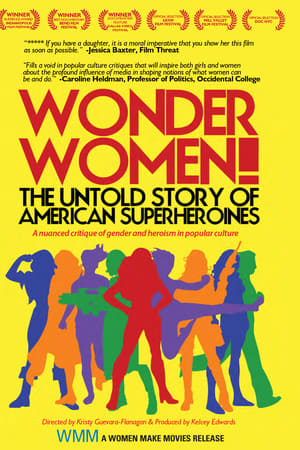 ***** "If you have a daughter, it is a moral imperative that you show her this film
as soon as possible." -Jessica Baxter, Film Threat
"Fills a void in popular culture critiques that will inspire both girls and women
about the profound influence of media in shaping notions of what women can
be and do." -Caroline Heldman, Professor of Politics, Occidental College
WONDER
WOMEN!
THE UNTOLD STORY OF
AMERICAN SUPERHEROINES
A nuanced critique of gender and heroism in popular culture
Directed by Kristy Guevara-Flanagan & Produced by Kelcey Edwards
WMM A WOMEN MAKE MOVIES RELEASE